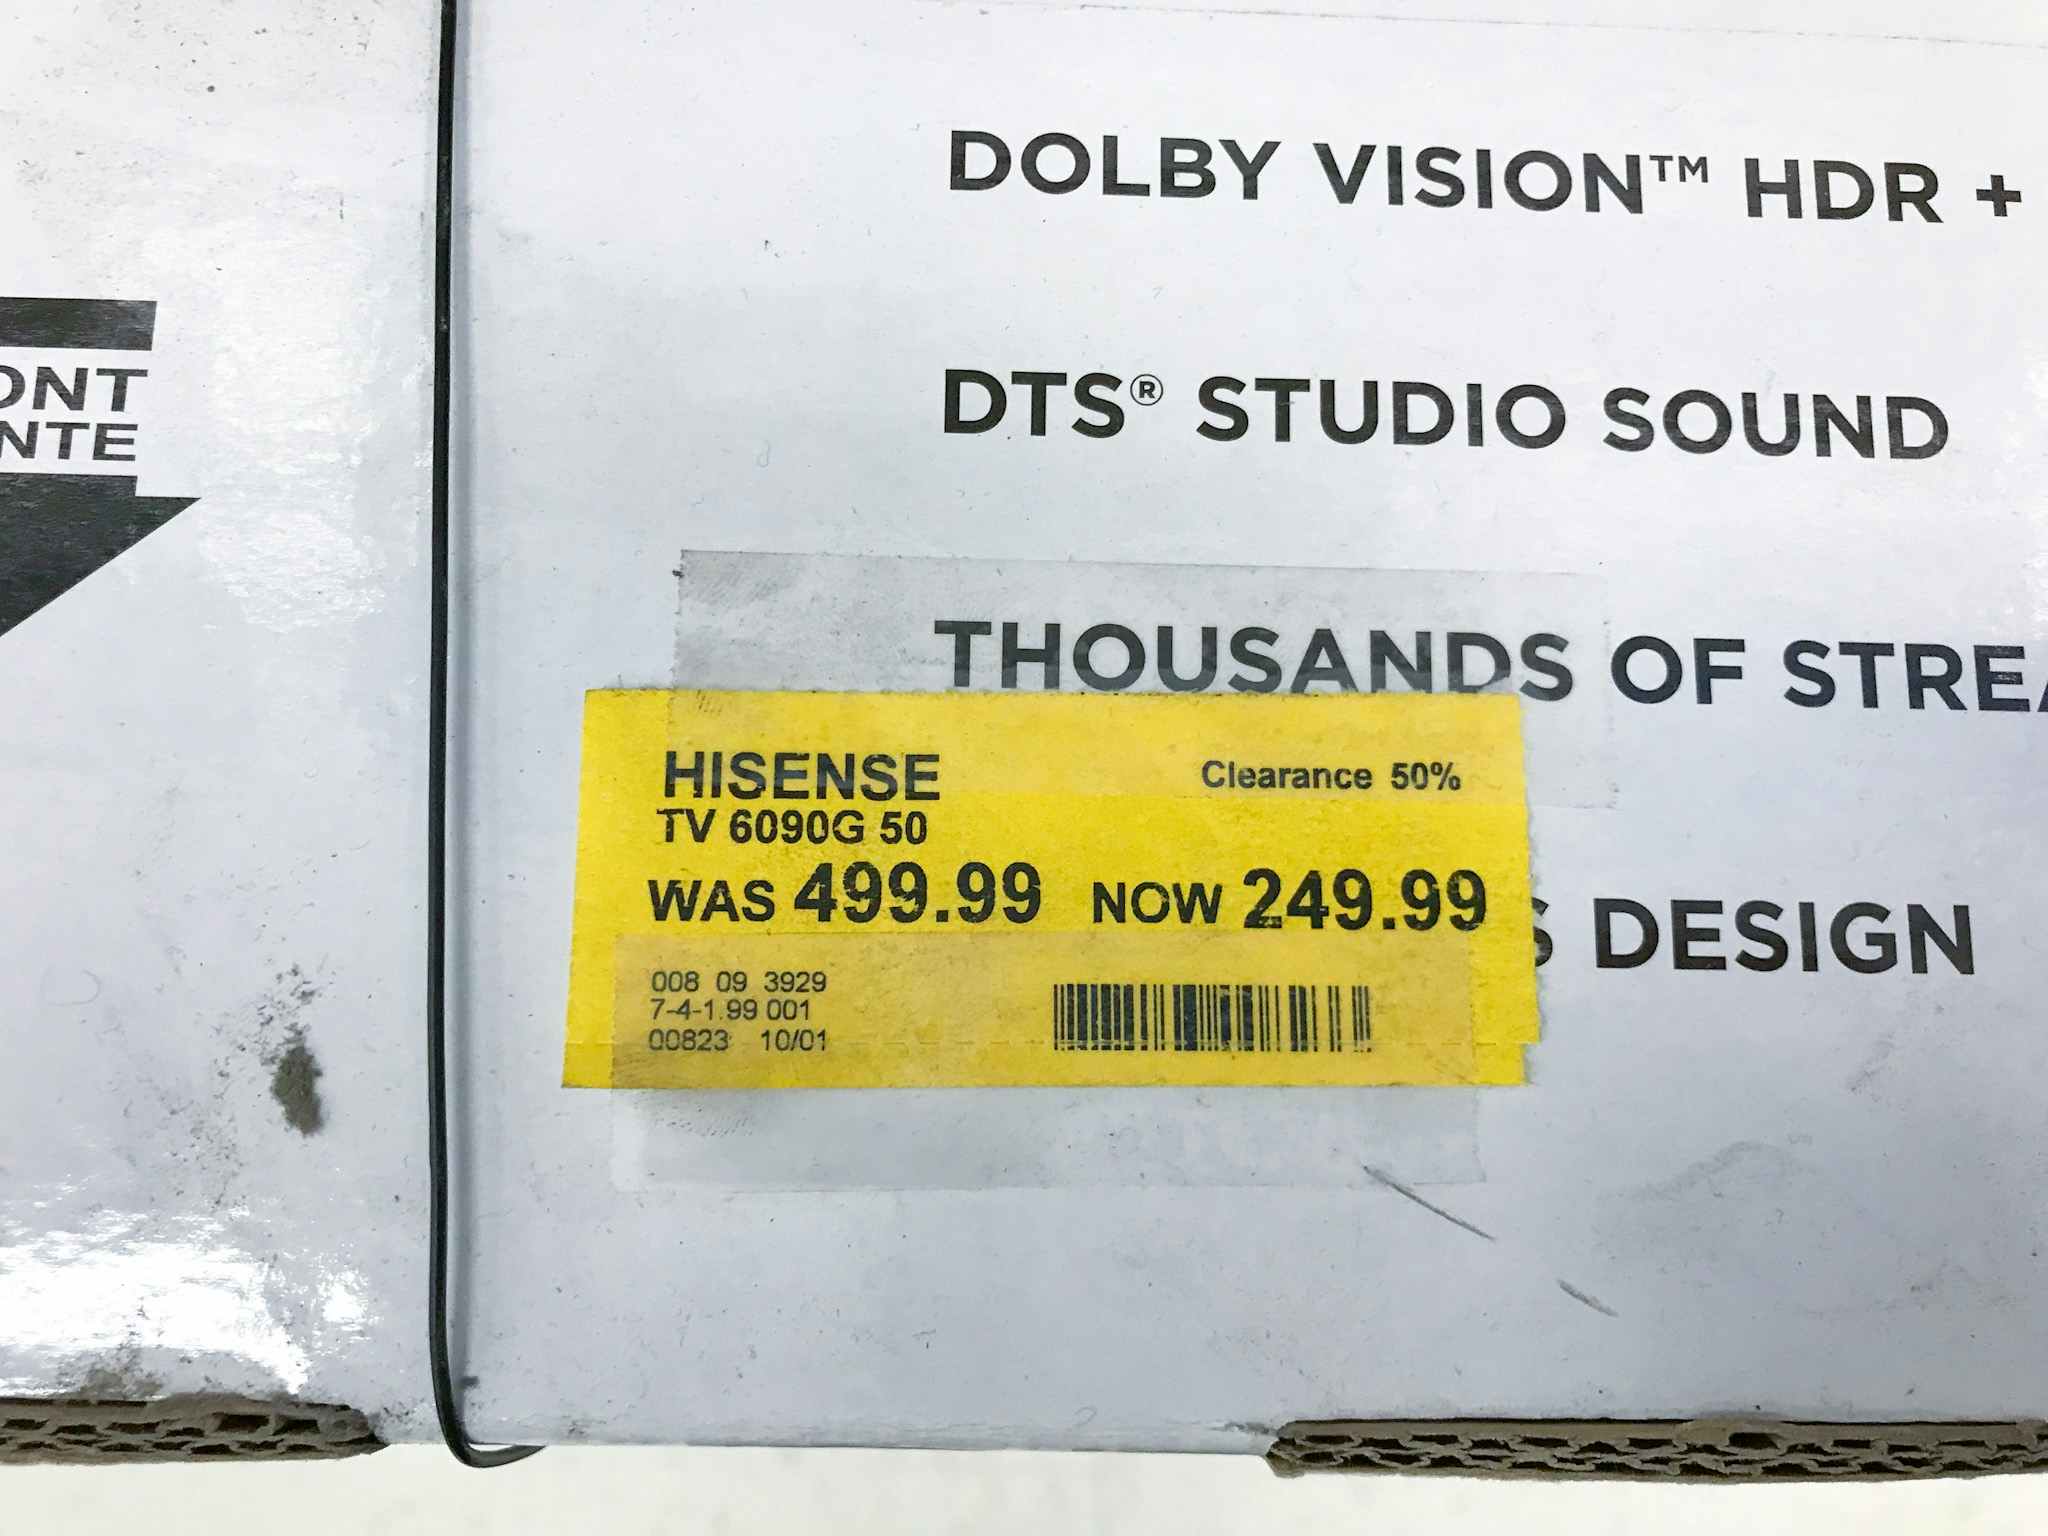 DOLBY VISION™ HDR +
DTS® STUDIO SOUND
ONT
NTE
THOUSANDS OF STREA
S DESIGN
HISENSE Clearance 50%
TV 6090G 50
WAS 499.99 NOW 249.99
008 09 3929
7-4-1.99 001
00823 10/01